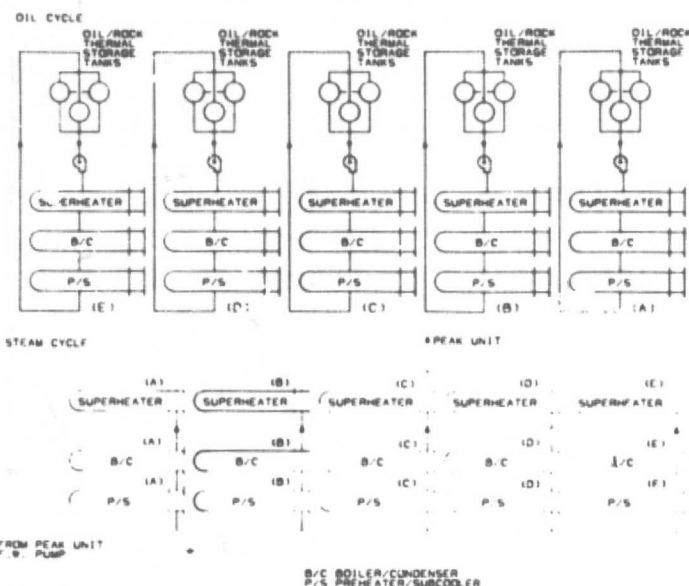 OIL CYCLE
OIL/ROCK THERMAL STORAGE TANKS
OIL/ROCK THERMAL STORAGE TANKS
OIL/ROCK THERMAL STORAGE TANKS
OIL/ROCK THERMAL STORAGE TANKS
OIL/ROCK THERMAL STORAGE TANKS
SUPERHEATER SUPERHEATER SUPERHEATER SUPERHEATER SUPERHEATER
B/C B/C B/C B/C B/C
P/S P/S P/S P/S P/S
(E) (D) (C) (B) (A)
STEAM CYCLE
*PEAK UNIT
(A) (B) (C) (D) (E)
SUPERHEATER SUPERHEATER SUPERHEATER SUPERHEATER SUPERHEATER
(A) (B) (C) (D) (E)
B/C B/C B/C B/C B/C
(A) (B) (C) (D)
P/S P/S P/S P/S P/S
FROM PEAK UNIT
F.W. PUMP
*
B/C BOILER/CONDENSER
P/S PREHEATER/SUBCOOLER